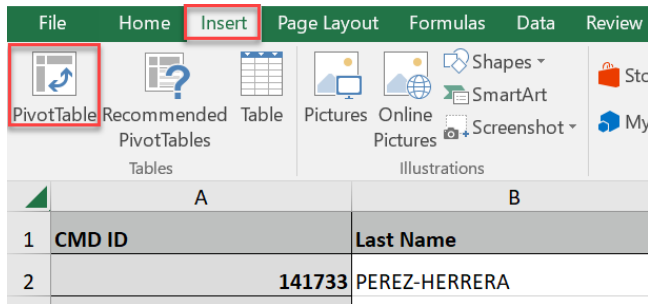 File Home Insert Page Layout Formulas Data Review
PivotTable Recommended PivotTables Table Pictures Online Pictures Shapes SmartArt Screenshot
Tables Illustrations
A B
1 CMD ID Last Name
2 141733 PEREZ-HERRERA